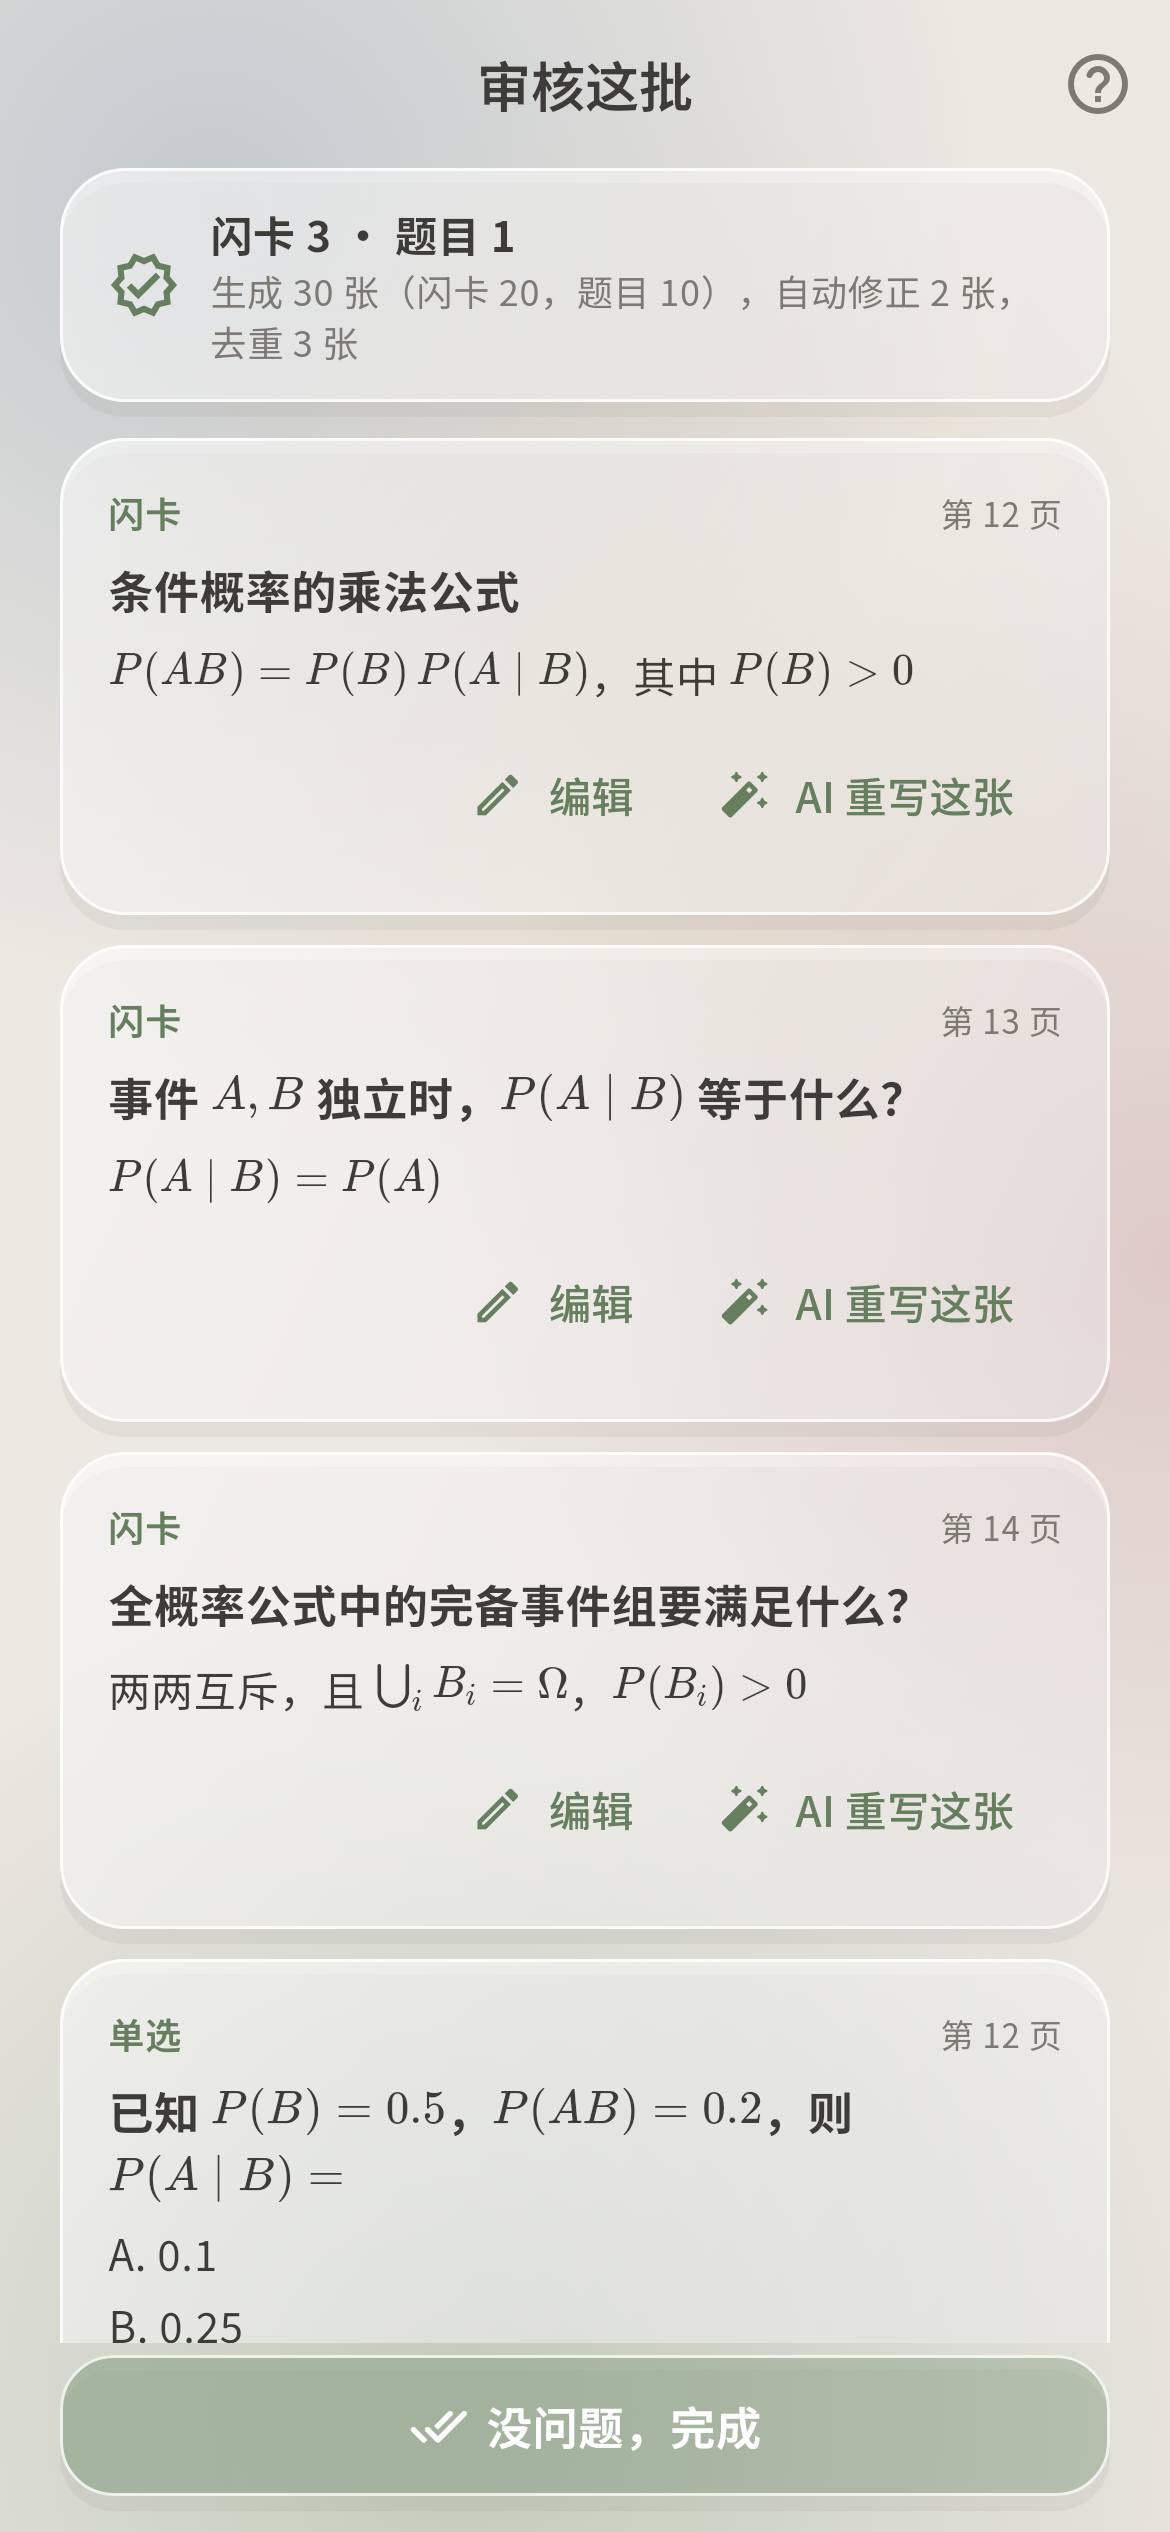 审核这批
闪卡 3 · 题目 1
生成 30 张（闪卡 20，题目 10），自动修正 2 张，
去重 3 张
闪卡
第 12 页
条件概率的乘法公式
P(AB) = P(B) P(A | B)，其中 P(B) > 0
编辑
AI 重写这张
闪卡
第 13 页
事件 A, B 独立时，P(A | B) 等于什么？
P(A | B) = P(A)
编辑
AI 重写这张
闪卡
第 14 页
全概率公式中的完备事件组要满足什么？
两两互斥，且 ⋃ᵢ Bᵢ = Ω，P(Bᵢ) > 0
编辑
AI 重写这张
单选
第 12 页
已知 P(B) = 0.5，P(AB) = 0.2，则
P(A | B) =
A. 0.1
B. 0.25
没问题，完成